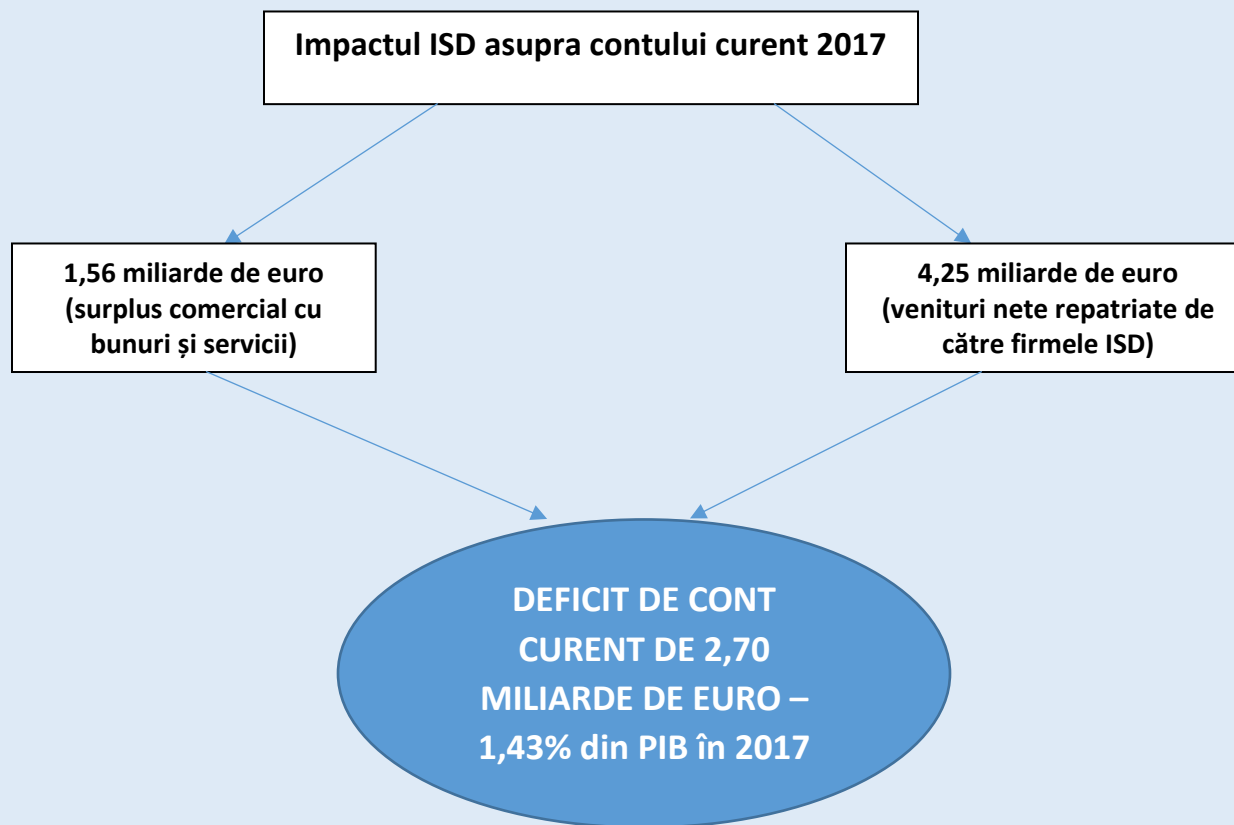 Impactul ISD asupra contului curent 2017
1,56 miliarde de euro
(surplus comercial cu
bunuri și servicii)
4,25 miliarde de euro
(venituri nete repatriate de
către firmele ISD)
DEFICIT DE CONT
CURENT DE 2,70
MILIARDE DE EURO –
1,43% din PIB în 2017